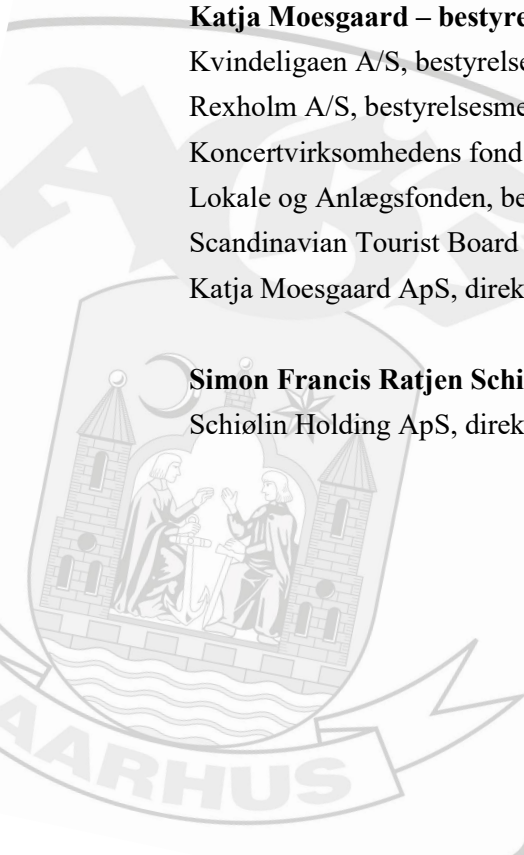 Katja Moesgaard – bestyre
Kvindeligaen A/S, bestyrelse
Rexholm A/S, bestyrelsesme
Koncertvirksomhedens fond
Lokale og Anlægsfonden, be
Scandinavian Tourist Board
Katja Moesgaard ApS, direk
Simon Francis Ratjen Schi
Schiølin Holding ApS, direk
AGF
AARHUS